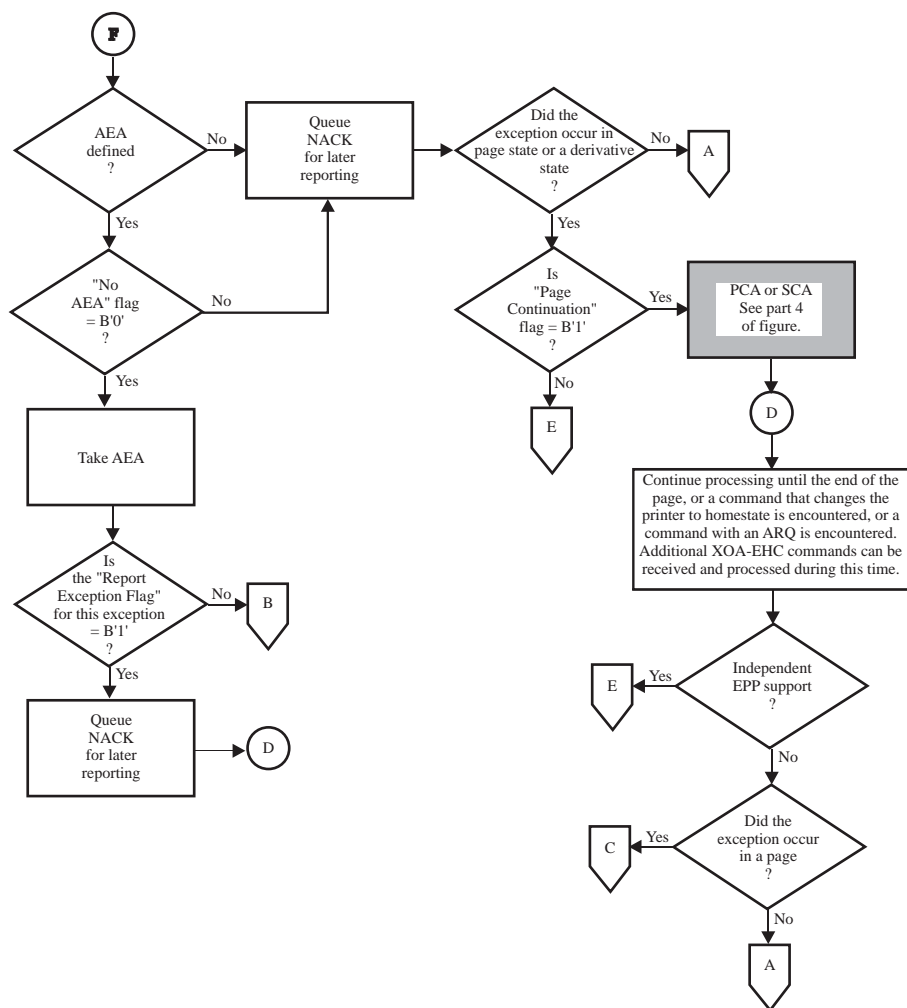 F
AEA
defined
?
No
Yes
Queue
NACK
for later
reporting
Did the
exception occur in
page state or a derivative
state
?
No
A
Yes
"No
AEA" flag
= B'0'
?
No
Yes
Is
"Page
Continuation"
flag = B'1'
?
Yes
No
E
PCA or SCA
See part 4
of figure.
D
Take AEA
Continue processing until the end of the
page, or a command that changes the
printer to homestate is encountered, or a
command with an ARQ is encountered.
Additional XOA-EHC commands can be
received and processed during this time.
Is
the "Report
Exception Flag"
for this exception
= B'1'
?
No
B
Yes
Queue
NACK
for later
reporting
D
Independent
EPP support
?
Yes
E
No
Did the
exception occur
in a page
?
Yes
C
No
A